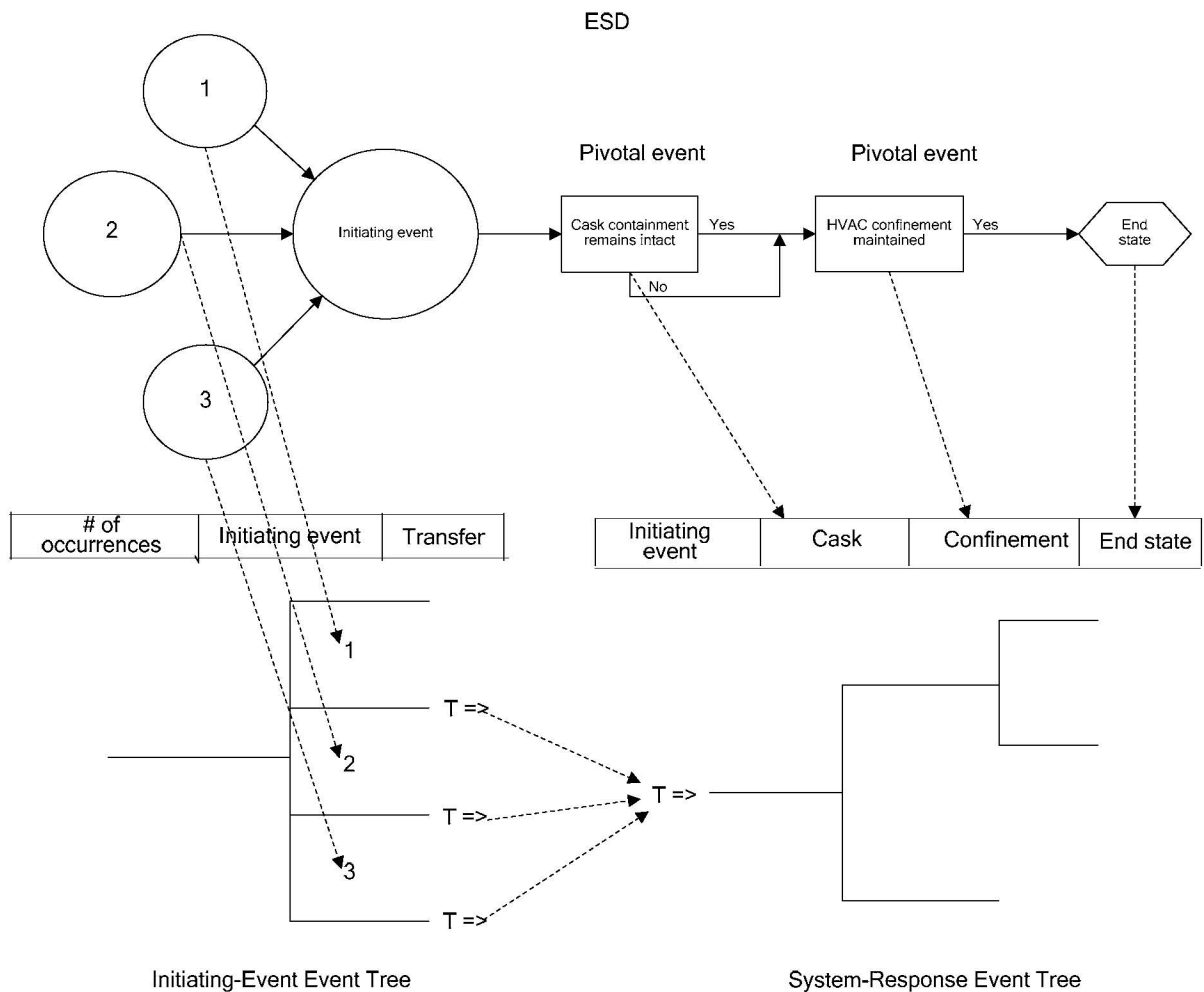 ESD
1
Pivotal event
Pivotal event
2
Initiating event
Cask containment
remains intact
Yes
HVAC confinement
maintained
Yes
End
state
No
3
# of
occurrences
Initiating event
Transfer
Initiating
event
Cask
Confinement
End state
1
T =>
2
T =>
T =>
3
T =>
Initiating-Event Event Tree
System-Response Event Tree